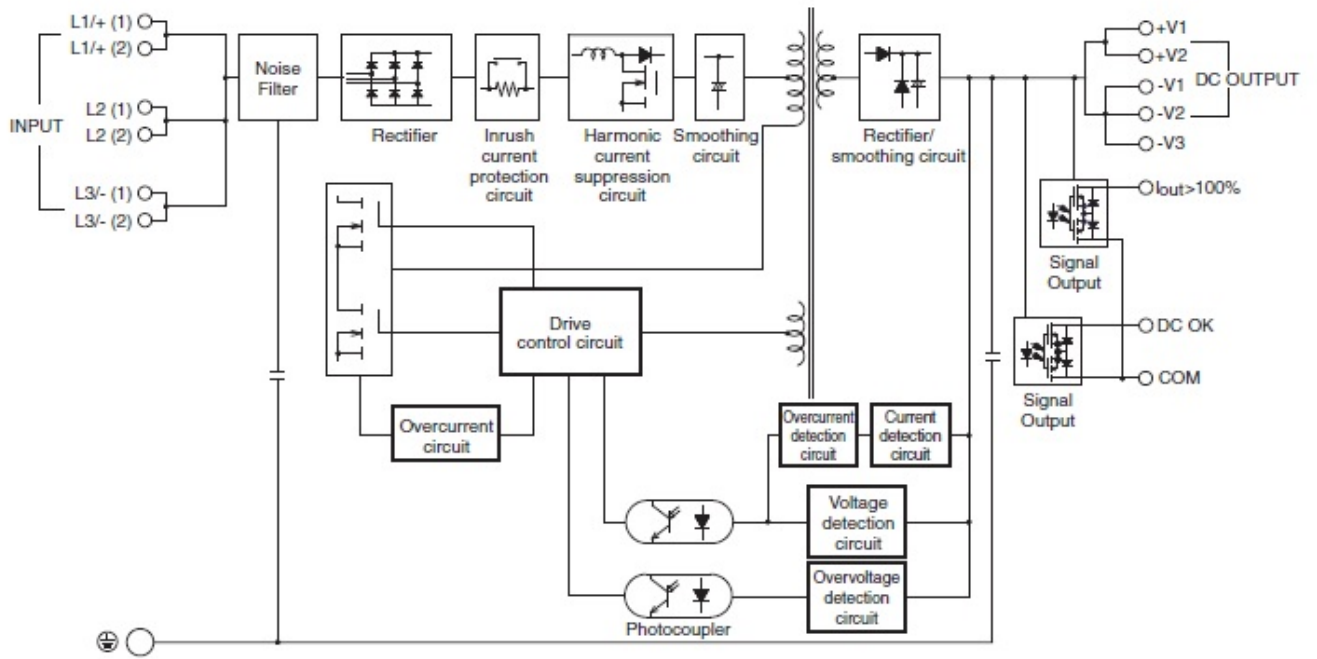 L1/+ (1)
L1/+ (2)
INPUT
L2 (1)
L2 (2)
L3/- (1)
L3/- (2)
Noise
Filter
Rectifier
Inrush
current
protection
circuit
Harmonic
current
suppression
circuit
Smoothing
circuit
Rectifier/
smoothing circuit
+V1
+V2
-V1
DC OUTPUT
-V2
-V3
Iout>100%
Signal
Output
DC OK
COM
Signal
Output
Drive
control circuit
Overcurrent
circuit
Overcurrent
detection
circuit
Current
detection
circuit
Voltage
detection
circuit
Overvoltage
detection
circuit
Photocoupler